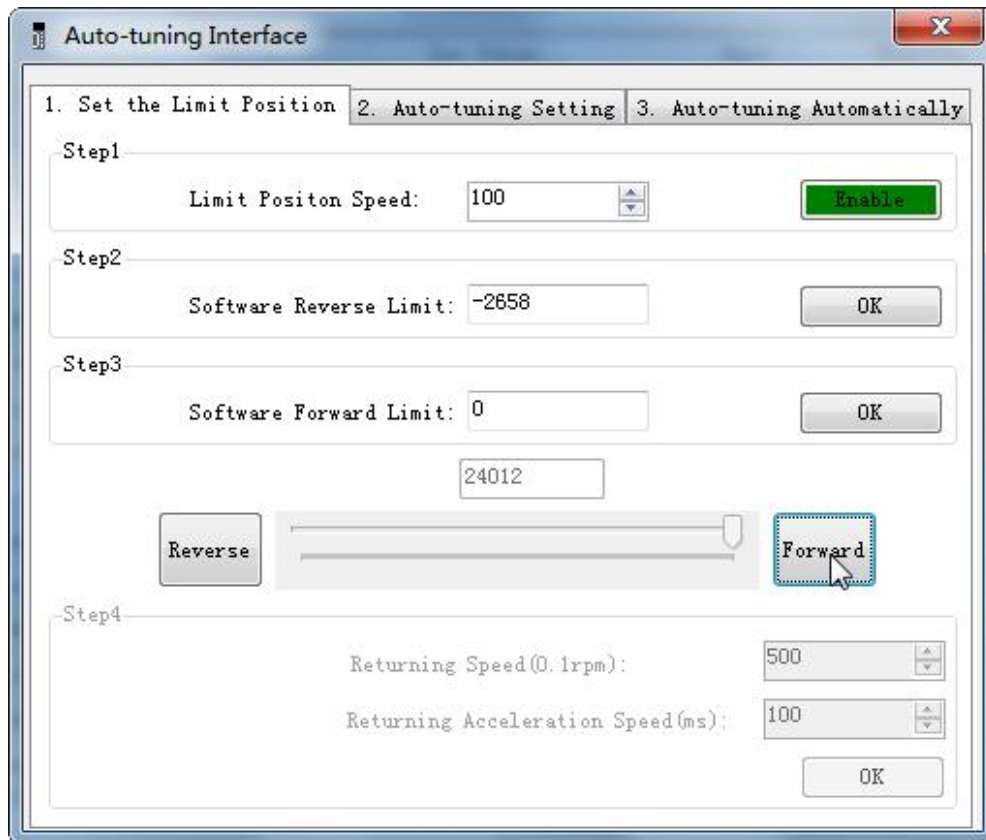 Auto-tuning Interface
1. Set the Limit Position 2. Auto-tuning Setting 3. Auto-tuning Automatically
Step1
Limit Positon Speed: 100 Enable
Step2
Software Reverse Limit: -2658 OK
Step3
Software Forward Limit: 0 OK
24012
Reverse Forward
Step4
Returning Speed(0.1rpm): 500
Returning Acceleration Speed(ms): 100
OK